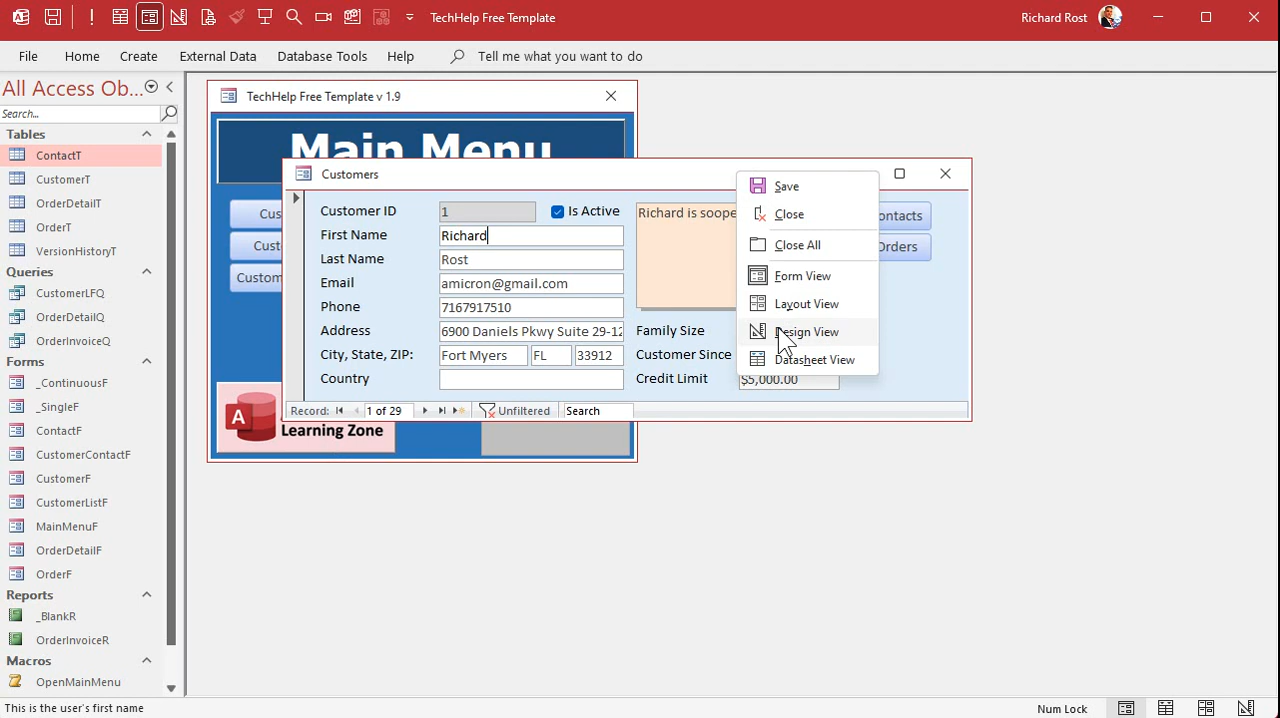 TechHelp Free Template
Richard Rost
File Home Create External Data Database Tools Help Tell me what you want to do
All Access Ob...
Search...
Tables
ContactT
CustomerT
OrderDetailT
OrderT
VersionHistoryT
Queries
CustomerLFQ
OrderDetailQ
OrderInvoiceQ
Forms
_ContinuousF
_SingleF
ContactF
CustomerContactF
CustomerF
CustomerListF
MainMenuF
OrderDetailF
OrderF
Reports
_BlankR
OrderInvoiceR
Macros
OpenMainMenu
TechHelp Free Template v 1.9
Main Menu
Cus
Custo
Custom
A
Learning Zone
Customers
Customer ID 1 Is Active
First Name Richard
Last Name Rost
Email amicron@gmail.com
Phone 7167917510
Address 6900 Daniels Pkwy Suite 29-12
City, State, ZIP: Fort Myers FL 33912
Country
Richard is soope
Family Size
Customer Since
Credit Limit $5,000.00
ontacts
Orders
Save
Close
Close All
Form View
Layout View
Design View
Datasheet View
Record: 1 of 29 Unfiltered Search
This is the user's first name
Num Lock